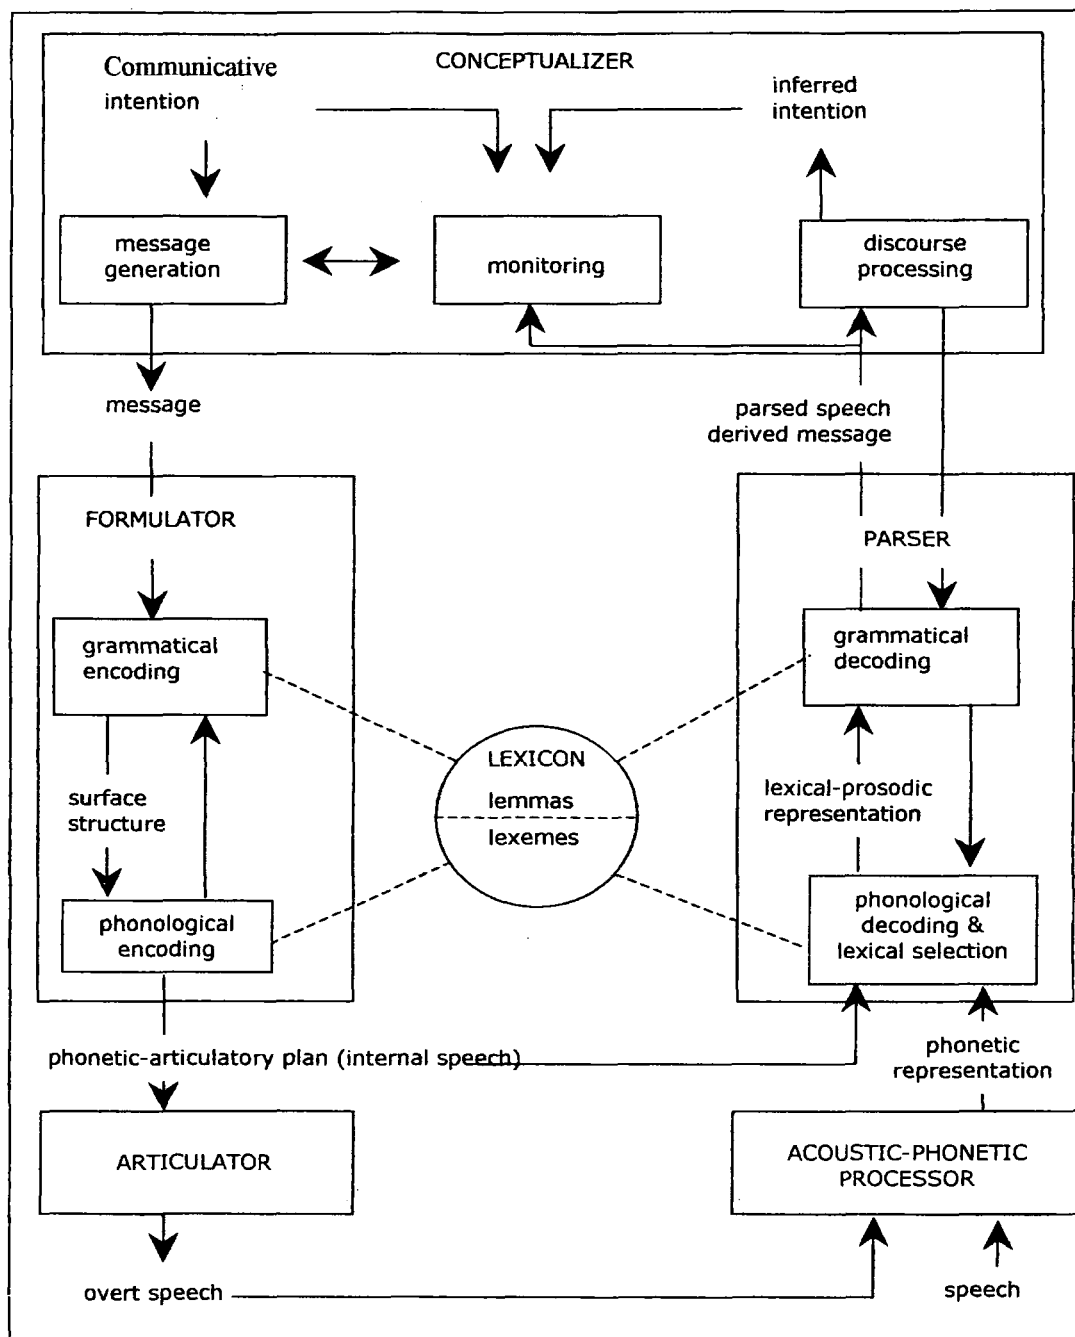 CONCEPTUALIZER
Communicative
intention
inferred
intention
message
generation
monitoring
discourse
processing
message
parsed speech
derived message
FORMULATOR
PARSER
grammatical
encoding
grammatical
decoding
LEXICON
lemmas
lexemes
surface
structure
lexical-prosodic
representation
phonological
encoding
phonological
decoding &
lexical selection
phonetic-articulatory plan (internal speech)
phonetic
representation
ARTICULATOR
ACOUSTIC-PHONETIC
PROCESSOR
overt speech
speech